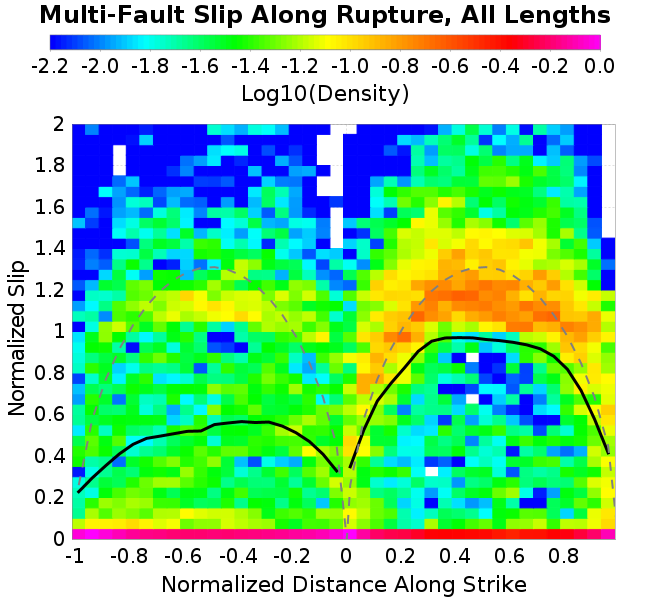 Multi-Fault Slip Along Rupture, All Lengths
-2.2 -2.0 -1.8 -1.6 -1.4 -1.2 -1.0 -0.8 -0.6 -0.4 -0.2 0.0
Log10(Density)
2
1.8
1.6
1.4
1.2
1
0.8
0.6
0.4
0.2
0
Normalized Slip
-1 -0.8 -0.6 -0.4 -0.2 0 0.2 0.4 0.6 0.8
Normalized Distance Along Strike